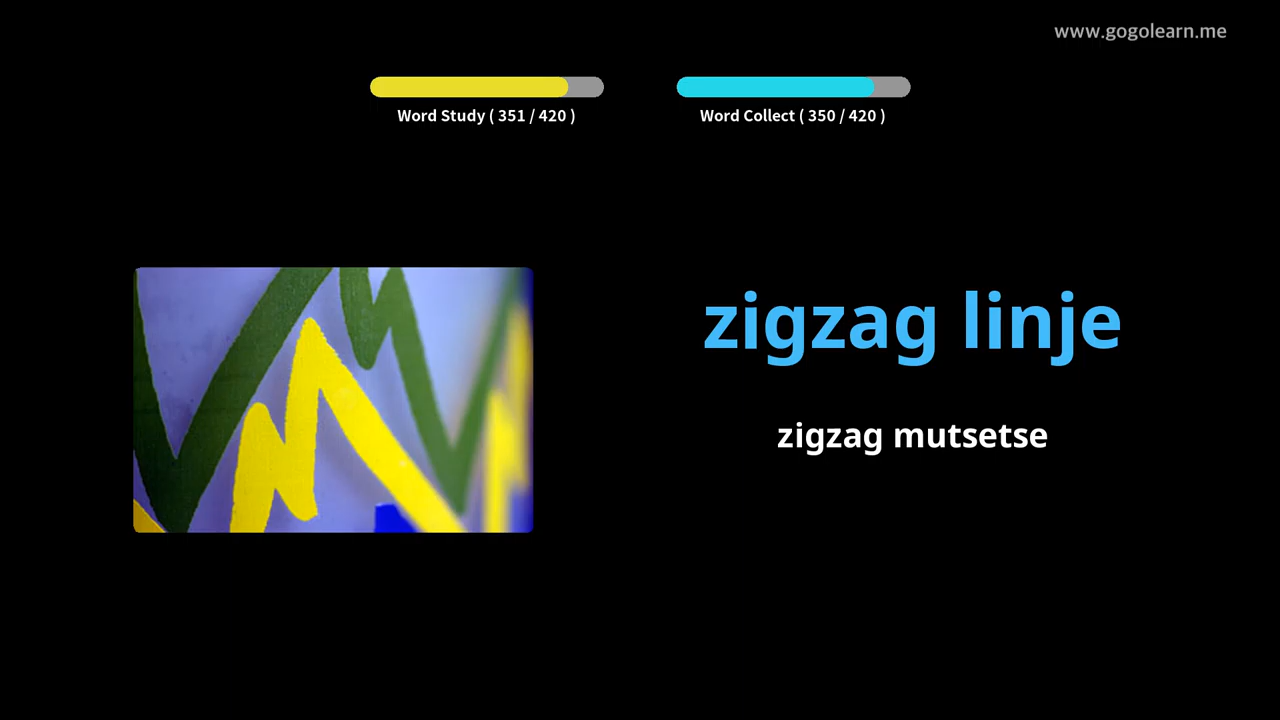 www.gogolearn.me
Word Study ( 351 / 420 )
Word Collect ( 350 / 420 )
zigzag linje
zigzag mutsetse